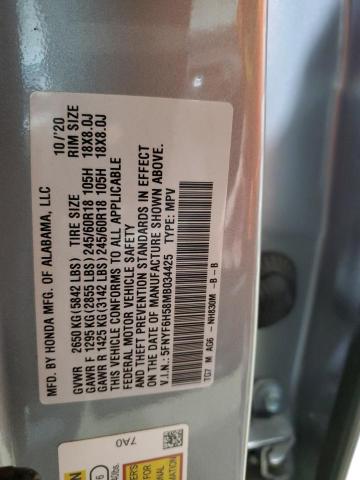 MFD. BY HONDA MFG. OF ALABAMA, LLC 10/'20
GVWR 2650 KG (5842 LBS) TIRE SIZE RIM SIZE
GAWR F 1295 KG (2855 LBS) 245/60R18 105H 18X8.0J
GAWR R 1425 KG (3142 LBS) 245/60R18 105H 18X8.0J
THIS VEHICLE CONFORMS TO ALL APPLICABLE
FEDERAL MOTOR VEHICLE SAFETY
AND THEFT PREVENTION STANDARDS IN EFFECT
ON THE DATE OF MANUFACTURE SHOWN ABOVE.
V.I.N.: 5FNYF6H58MB034425 TYPE: MPV
TG7 M AG6 - NH830M -B -B
7A0